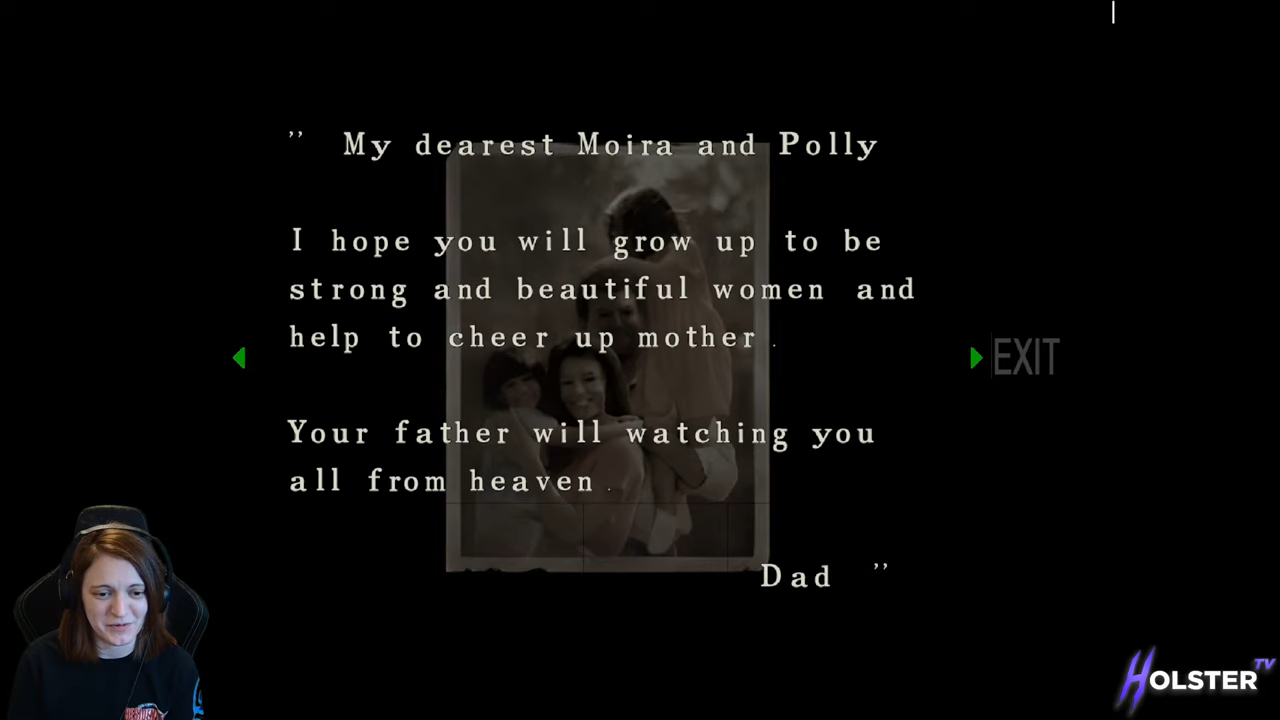 " My dearest Moira and Polly
I hope you will grow up to be
strong and beautiful women and
help to cheer up mother.
EXIT
Your father will watching you
all from heaven.
Dad "
HOLSTER TV